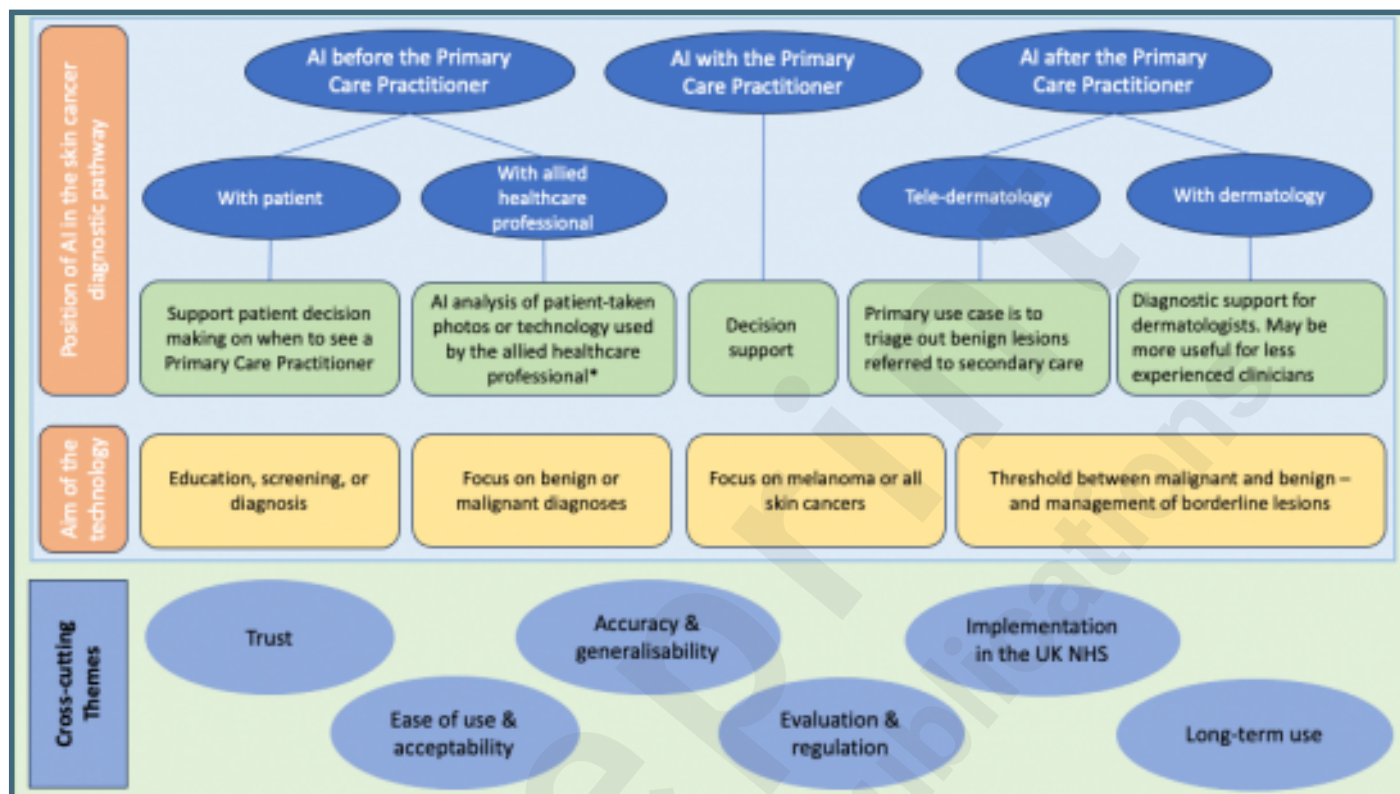 Position of AI in the skin cancer
diagnostic pathway
AI before the Primary
Care Practitioner
AI with the Primary
Care Practitioner
AI after the Primary
Care Practitioner
With patient
With allied
healthcare
professional
Tele-dermatology
With dermatology
Support patient decision
making on when to see a
Primary Care Practitioner
AI analysis of patient-taken
photos or technology used
by the allied healthcare
professional*
Decision
support
Primary use case is to
triage out benign lesions
referred to secondary care
Diagnostic support for
dermatologists. May be
more useful for less
experienced clinicians
Aim of the
technology
Education, screening, or
diagnosis
Focus on benign or
malignant diagnoses
Focus on melanoma or all
skin cancers
Threshold between malignant and benign –
and management of borderline lesions
Cross-cutting
Themes
Trust
Accuracy &
generalisability
Implementation
in the UK NHS
Ease of use &
acceptability
Evaluation &
regulation
Long-term use